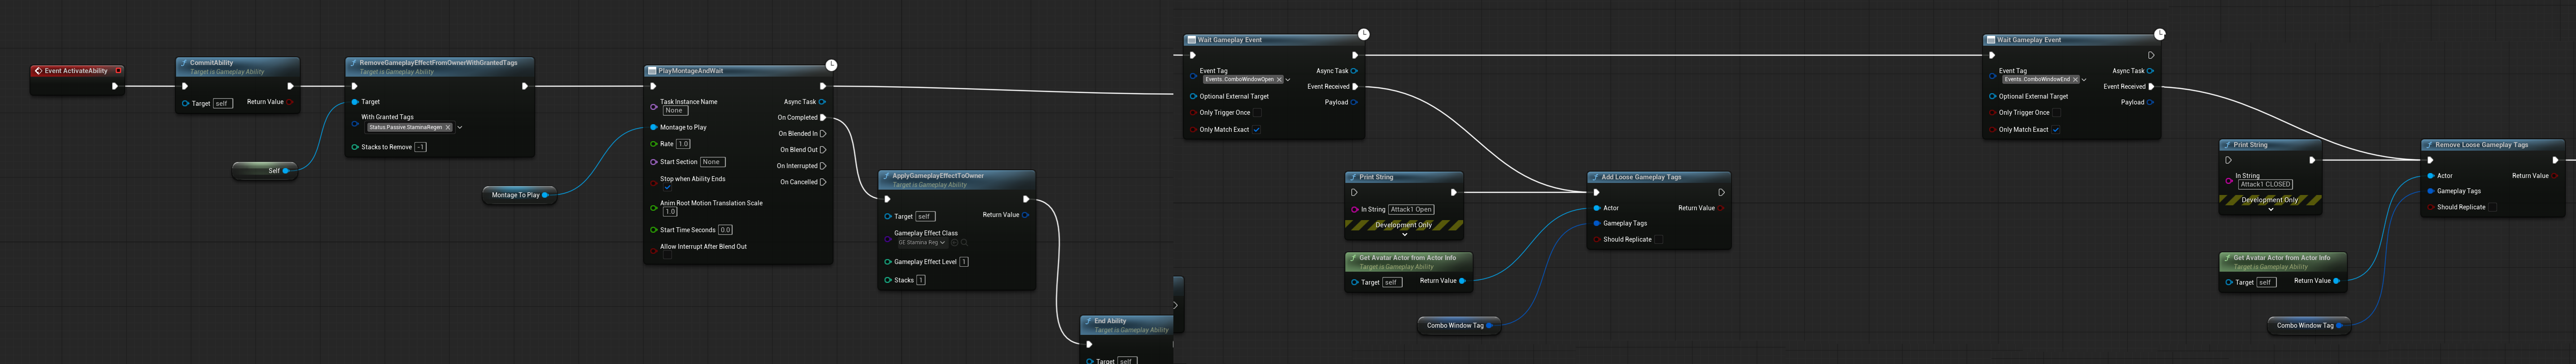 Event ActivateAbility
CommitAbility
Target is Gameplay Ability
Target self
Return Value
RemoveGameplayEffectFromOwnerWithGrantedTags
Target is Gameplay Ability
Target
With Granted Tags
Status.Passive.StaminaRegen
Stacks to Remove -1
Self
Montage To Play
PlayMontageAndWait
Task Instance Name
None
Async Task
On Completed
Montage to Play
On Blended In
Rate 1.0
On Blend Out
Start Section None
On Interrupted
Stop when Ability Ends
On Cancelled
Anim Root Motion Translation Scale
1.0
Start Time Seconds 0.0
Allow Interrupt After Blend Out
ApplyGameplayEffectToOwner
Target is Gameplay Ability
Target self
Return Value
Gameplay Effect Class
GE Stamina Reg
Gameplay Effect Level 1
Stacks 1
End Ability
Target is Gameplay Ability
Target self
Wait Gameplay Event
Event Tag
Events.ComboWindowOpen
Async Task
Event Received
Optional External Target
Payload
Only Trigger Once
Only Match Exact
Print String
In String Attack1 Open
Development Only
Get Avatar Actor from Actor Info
Target is Gameplay Ability
Target self
Return Value
Combo Window Tag
Add Loose Gameplay Tags
Actor
Return Value
Gameplay Tags
Should Replicate
Wait Gameplay Event
Event Tag
Events.ComboWindowEnd
Async Task
Event Received
Optional External Target
Payload
Only Trigger Once
Only Match Exact
Print String
In String
Attack1 CLOSED
Development Only
Get Avatar Actor from Actor Info
Target is Gameplay Ability
Target self
Return Value
Combo Window Tag
Remove Loose Gameplay Tags
Actor
Return Value
Gameplay Tags
Should Replicate